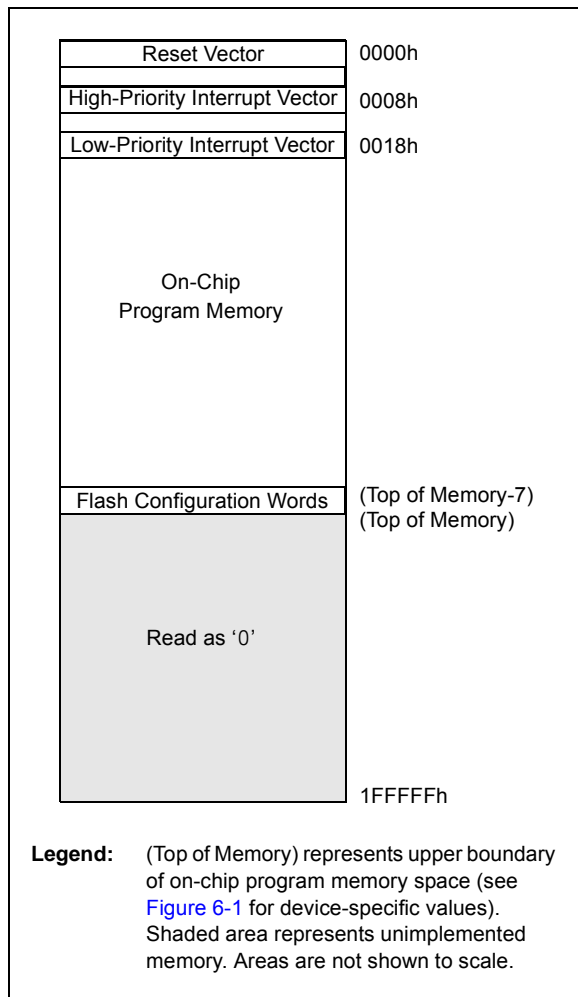 Reset Vector 0000h
High-Priority Interrupt Vector 0008h
Low-Priority Interrupt Vector 0018h
On-Chip
Program Memory
Flash Configuration Words (Top of Memory-7)
(Top of Memory)
Read as ‘0’
1FFFFFh
Legend: (Top of Memory) represents upper boundary
of on-chip program memory space (see
Figure 6-1 for device-specific values).
Shaded area represents unimplemented
memory. Areas are not shown to scale.